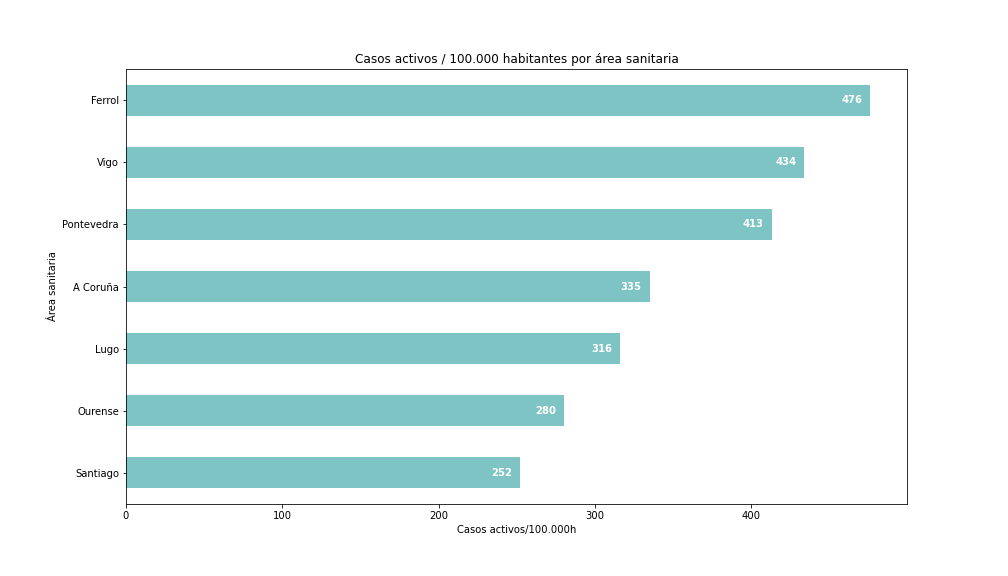 Casos activos / 100.000 habitantes por área sanitaria
Ferrol 476
Vigo 434
Pontevedra 413
A Coruña 335
Lugo 316
Ourense 280
Santiago 252
Área sanitaria
0 100 200 300 400
Casos activos/100.000h